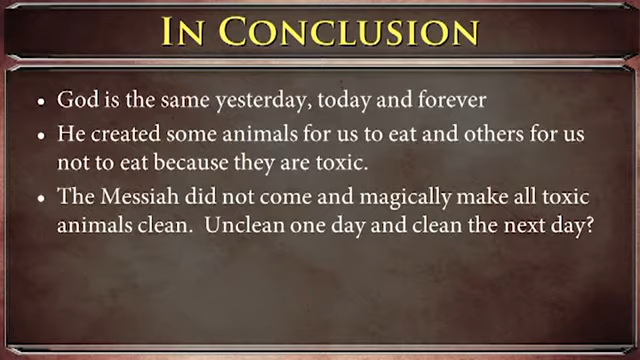 In Conclusion
• God is the same yesterday, today and forever
• He created some animals for us to eat and others for us
not to eat because they are toxic.
• The Messiah did not come and magically make all toxic
animals clean.  Unclean one day and clean the next day?